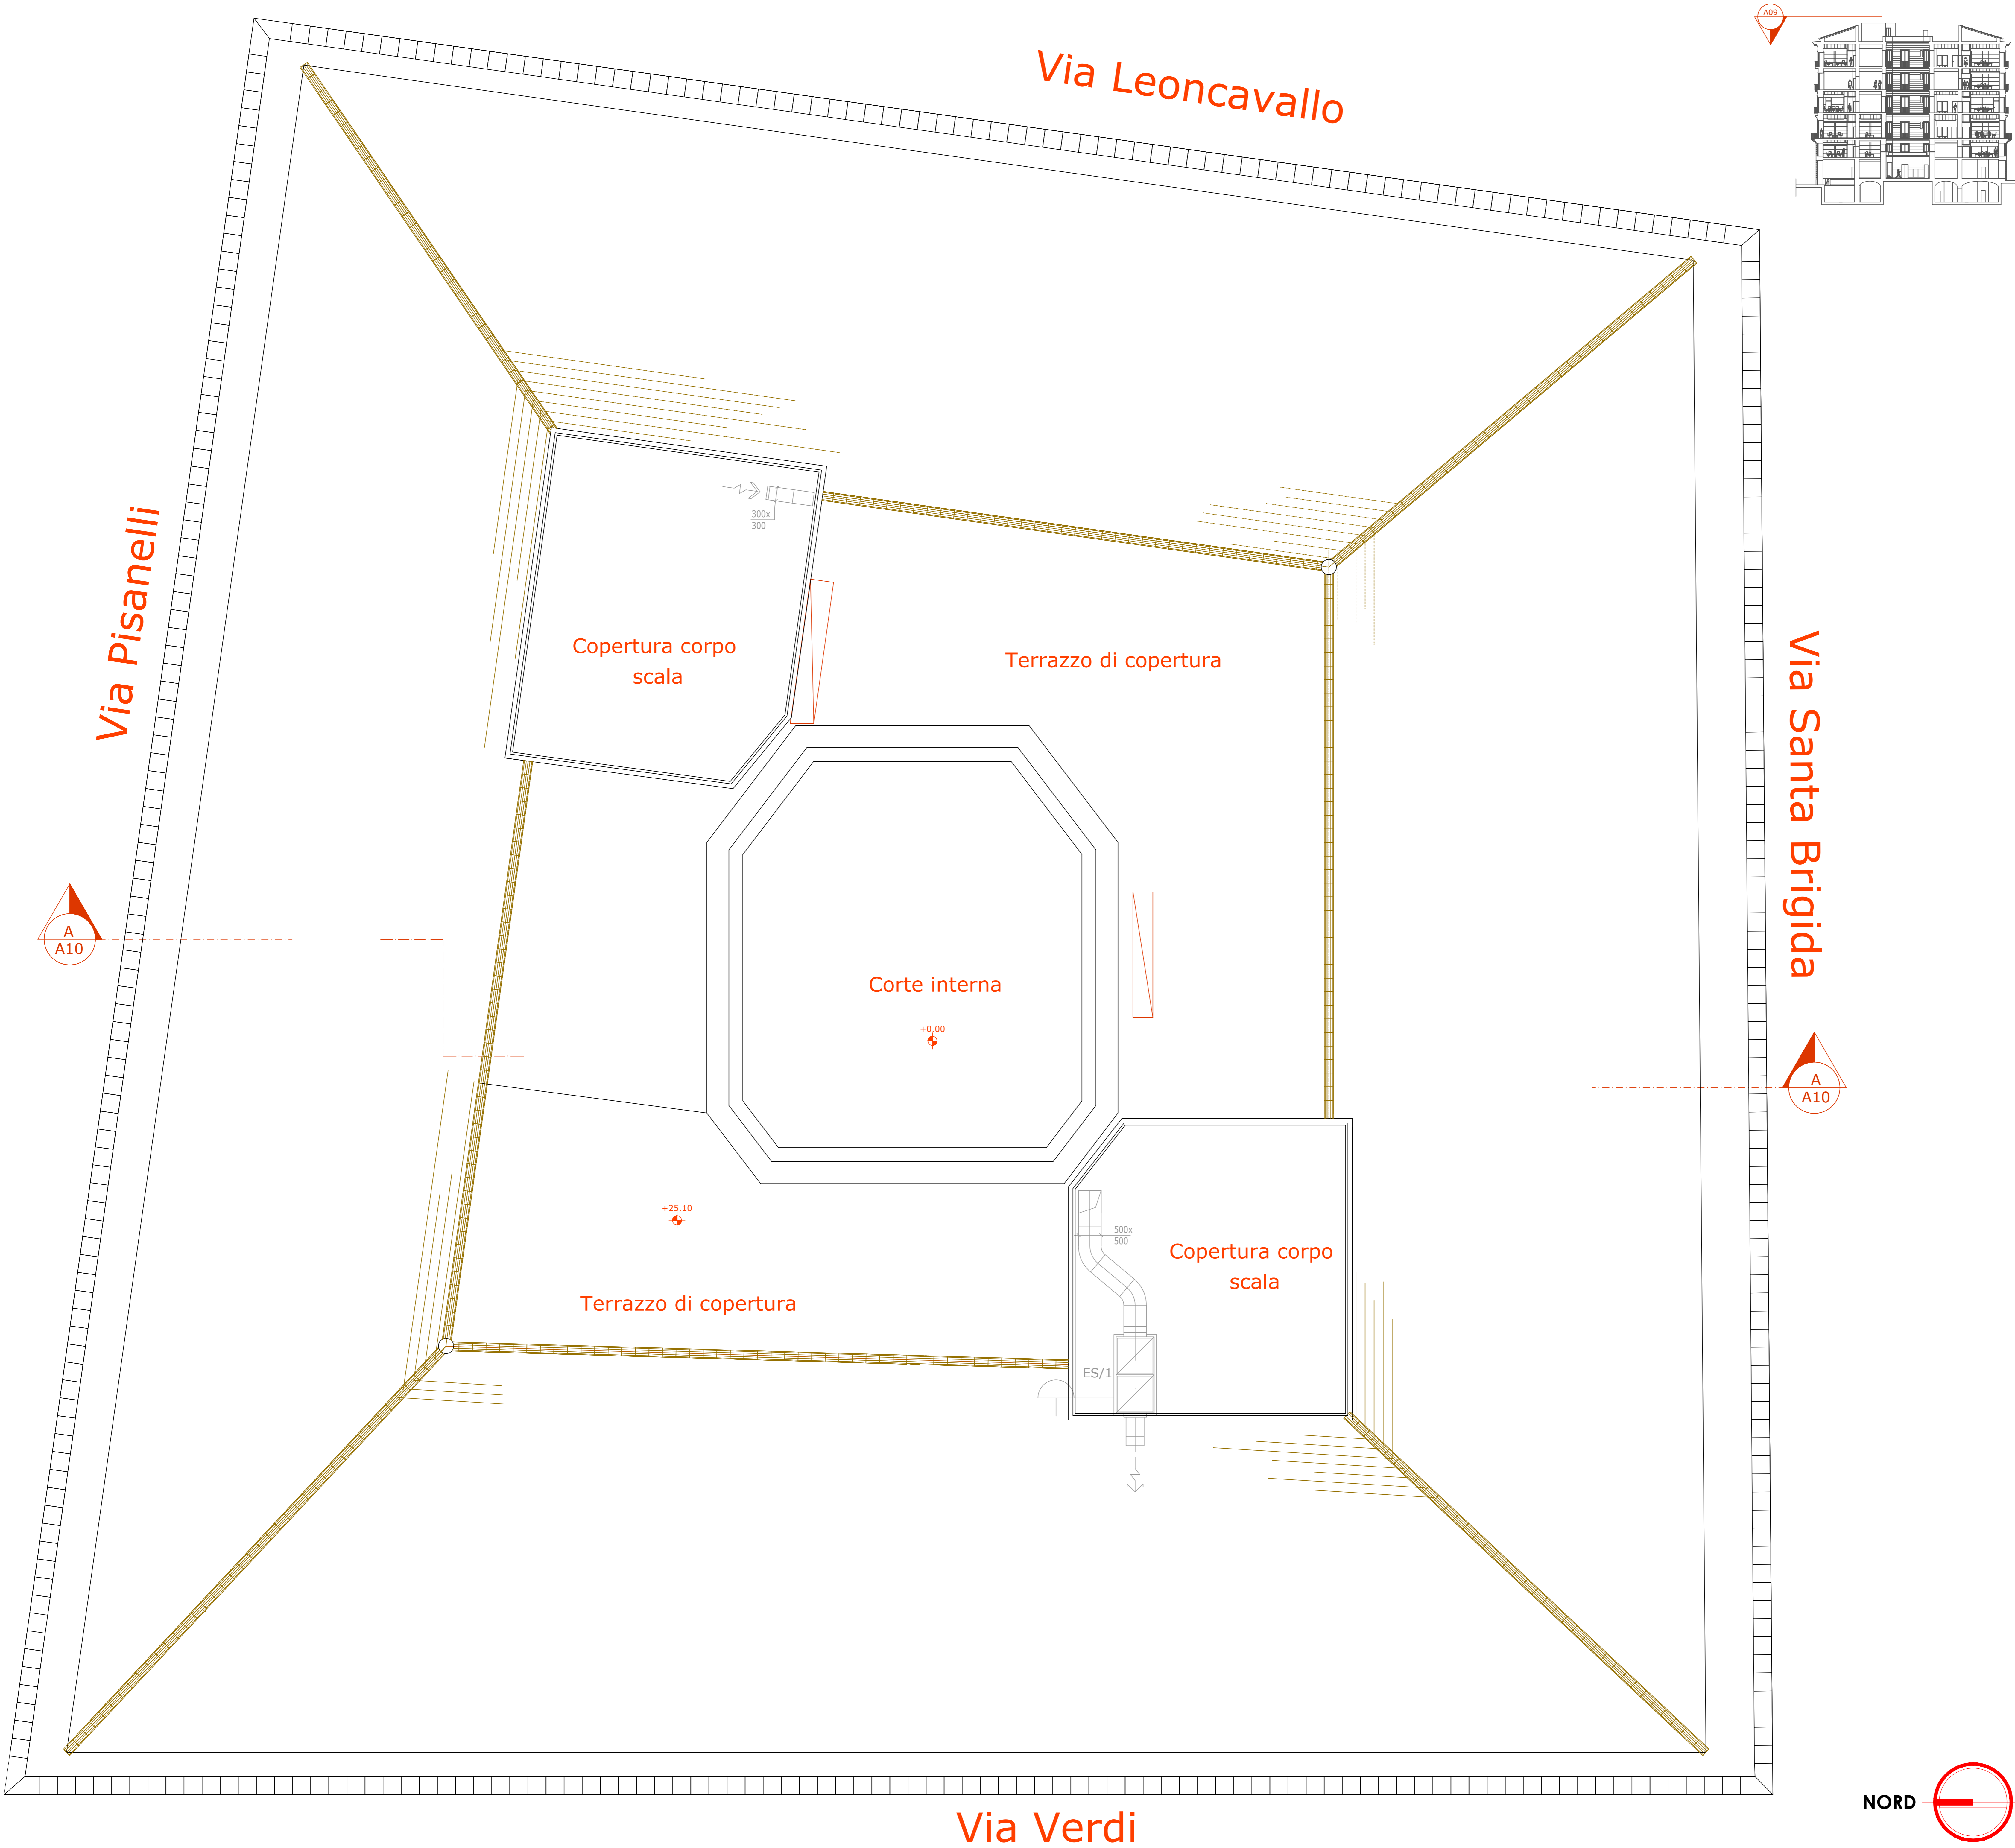 A09
Via Leoncavallo
300x
300
Via Pisanelli
Copertura corpo
scala
Terrazzo di copertura
Via Santa Brigida
A
A10
Corte interna
+0.00
A
A10
+25.10
500x
500
Copertura corpo
scala
Terrazzo di copertura
ES/1
NORD
Via Verdi